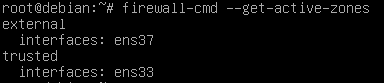 root@debian:~# firewall-cmd --get-active-zones
external
  interfaces: ens37
trusted
  interfaces: ens33